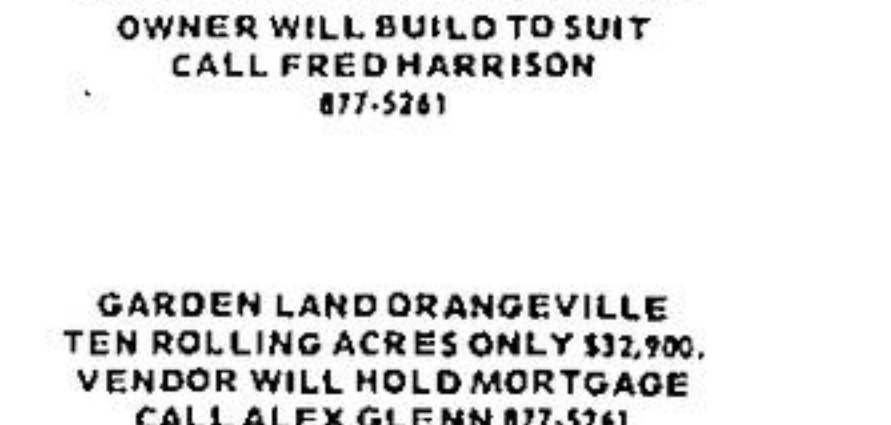 OWNER WILL BUILD TO SUIT
CALL FRED HARRISON
877-5261
GARDEN LAND ORANGEVILLE
TEN ROLLING ACRES ONLY $32,900.
VENDOR WILL HOLD MORTGAGE
CALL ALEX GLENN 877-5261